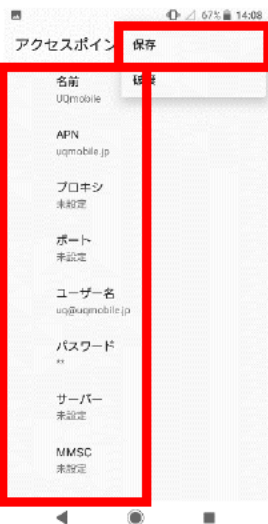 67% 14:08
アクセスポイン
保存
破棄
名前
UQmobile
APN
uqmobile.jp
プロキシ
未設定
ポート
未設定
ユーザー名
uq@uqmobile.jp
パスワード
**
サーバー
未設定
MMSC
未設定